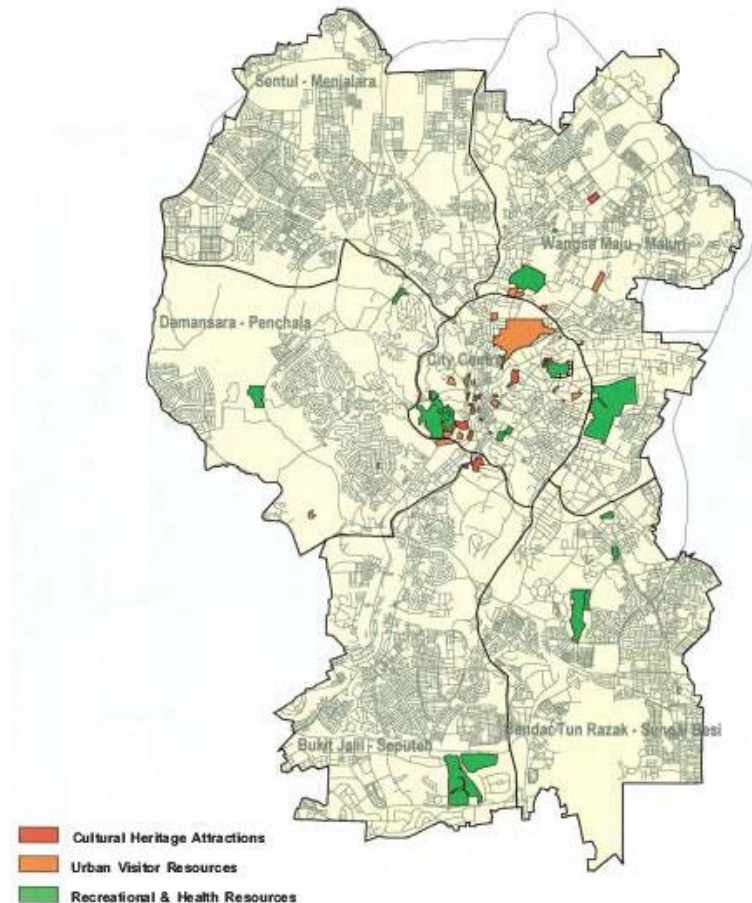 Sentul - Menjalara
Wangsa Maju - Maluri
Damansara - Penchala
City Centre
Bukit Jalil - Seputeh
Bandar Tun Razak - Sungai Besi
Cultural Heritage Attractions
Urban Visitor Resources
Recreational & Health Resources